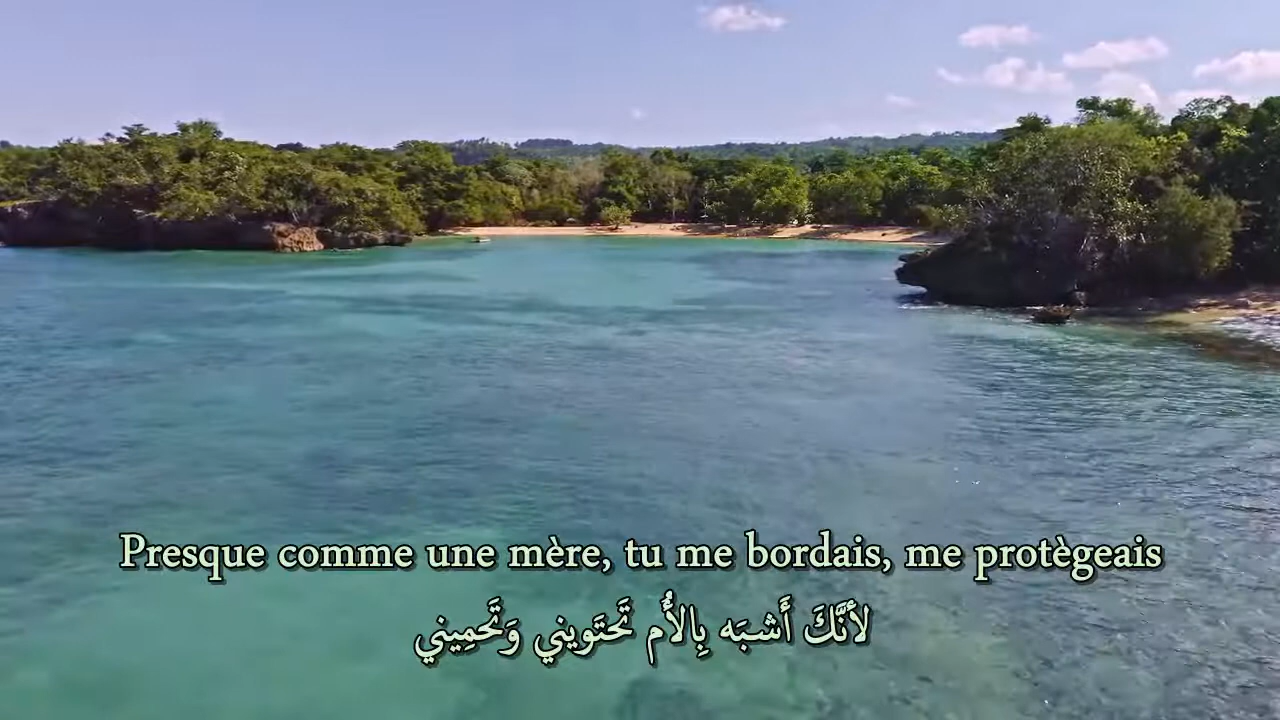 Presque comme une mère, tu me bordais, me protègeais
لأنَّكَ أَشبَه بِالأُم تَحتَويني وَتَحمِيني